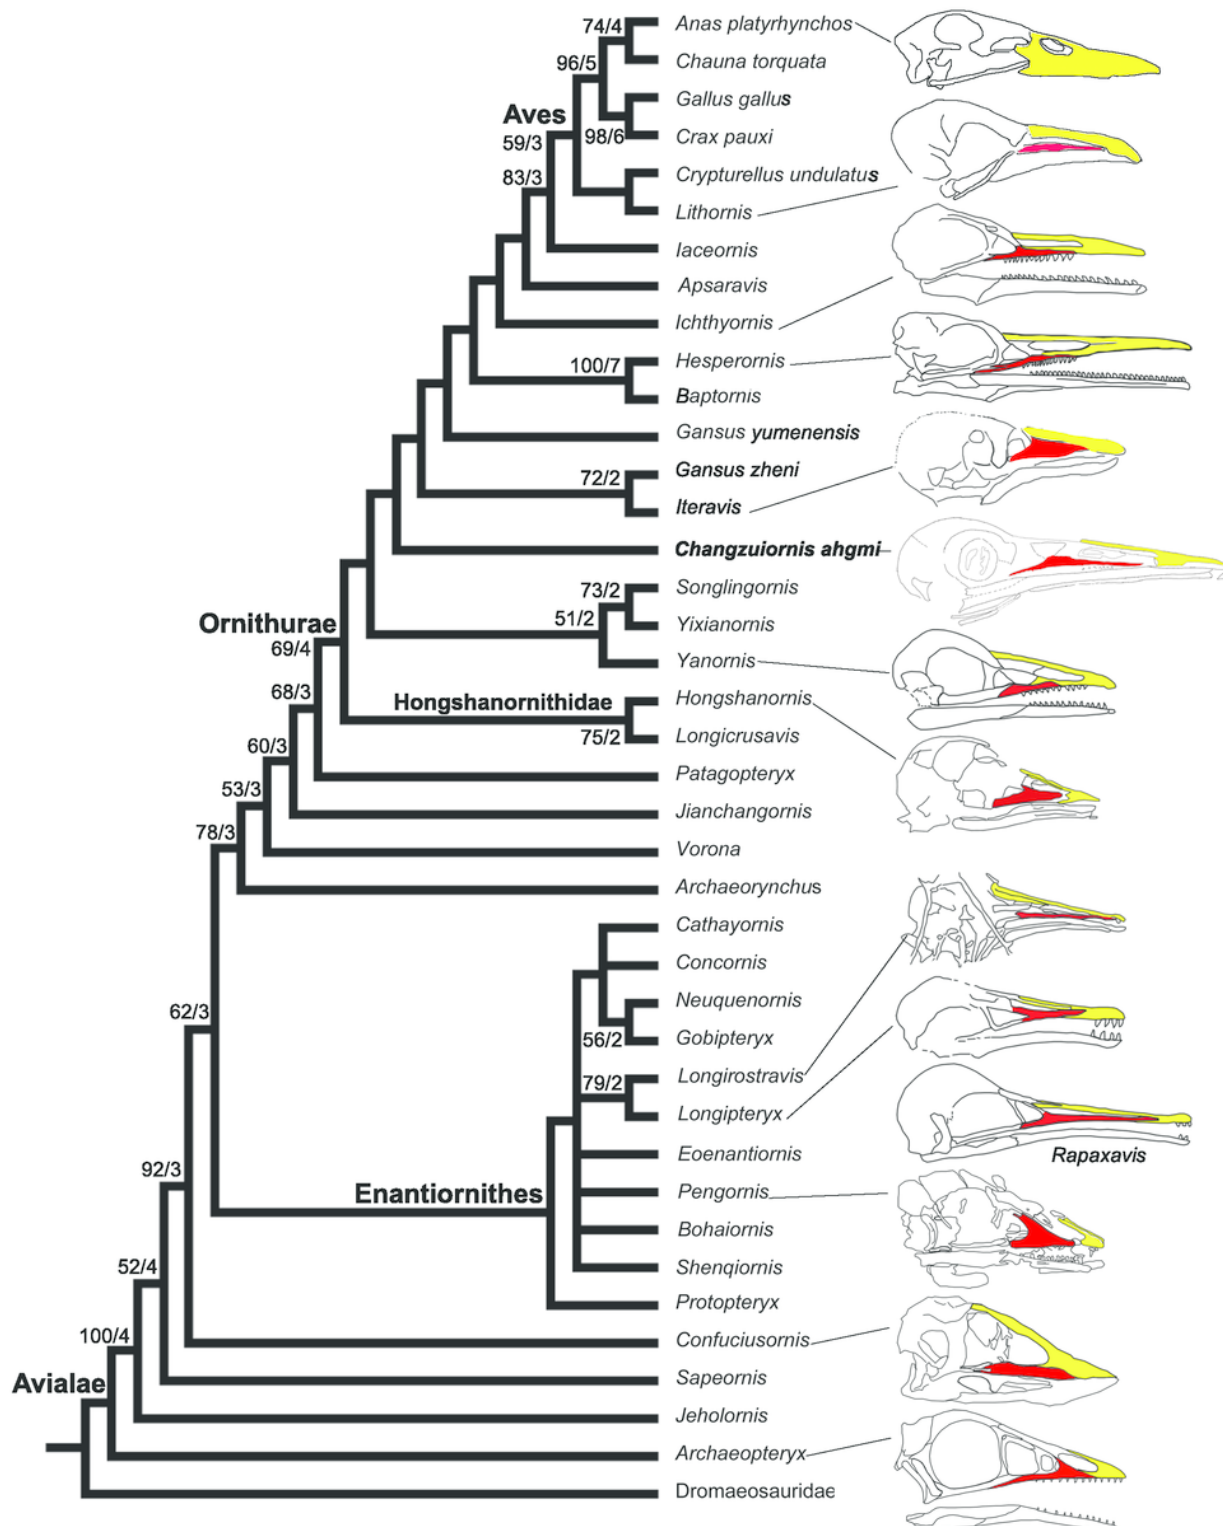 74/4
Anas platyrhynchos
96/5
Chauna torquata
Gallus gallus
Aves
59/3
98/6
Crax pauxi
83/3
Crypturellus undulatus
Lithornis
Iaceornis
Apsaravis
Ichthyornis
100/7
Hesperornis
Baptornis
Gansus yumenensis
72/2
Gansus zheni
Iteravis
Changzuiornis ahgmi
73/2
Songlingornis
51/2
Yixianornis
Ornithurae
69/4
Yanornis
68/3
Hongshanornithidae
Hongshanornis
75/2
Longicrusavis
60/3
Patagopteryx
53/3
Jianchangornis
78/3
Vorona
Archaeorynchus
Cathayornis
Concornis
62/3
Neuquenornis
56/2
Gobipteryx
79/2
Longirostravis
Longipteryx
Rapaxavis
Eoenantiornis
92/3
Enantiornithes
Pengornis
Bohaiornis
52/4
Shenqiornis
Protopteryx
100/4
Confuciusornis
Avialae
Sapeornis
Jeholornis
Archaeopteryx
Dromaeosauridae